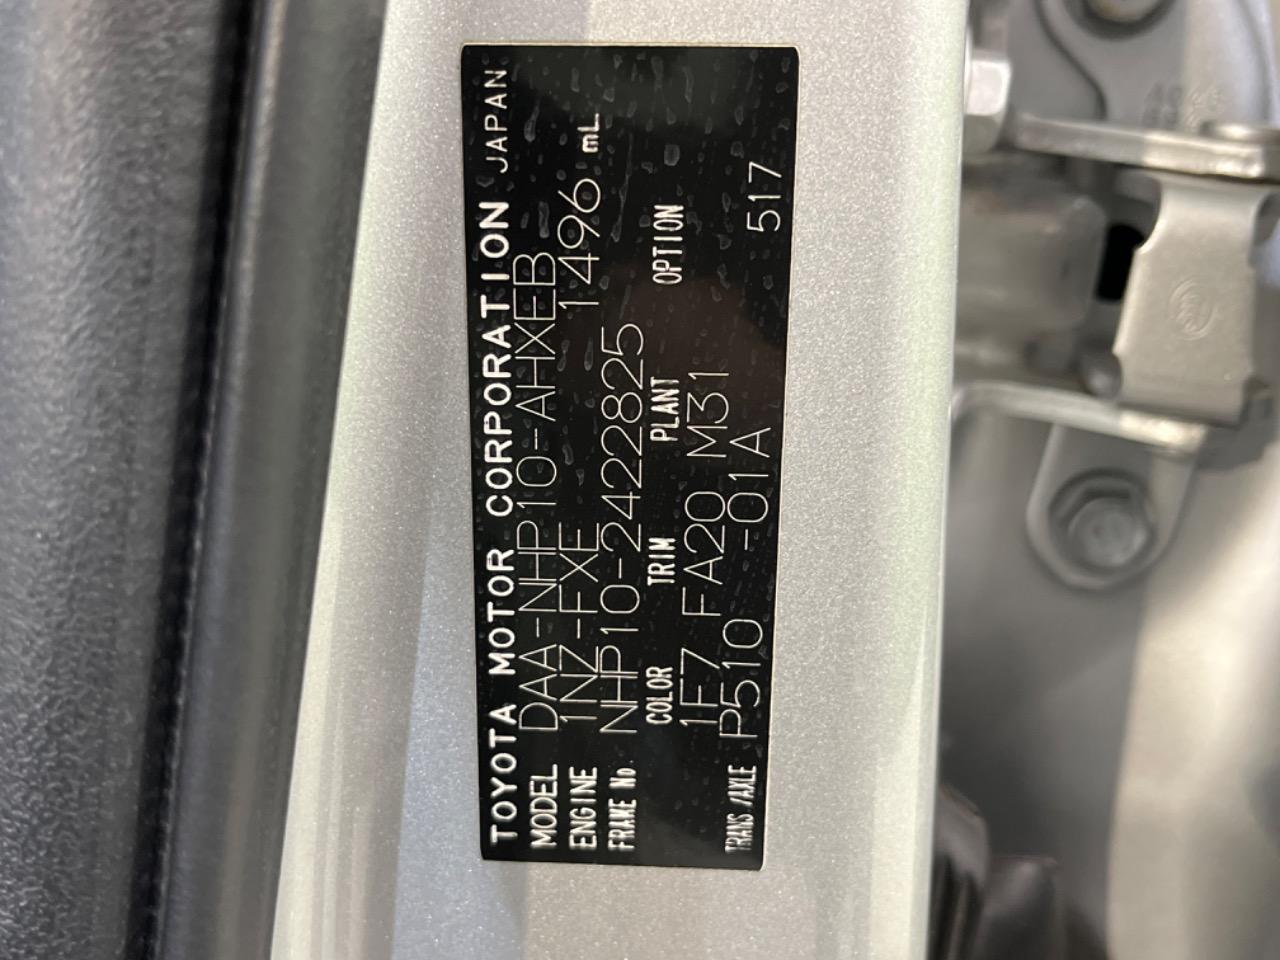 TOYOTA MOTOR CORPORATION JAPAN
MODEL DAA-NHP10-AHXEB
ENGINE 1NZ-FXE 1496 mL
FRAME No. NHP10-2422825
COLOR TRIM PLANT OPTION
1F7 FA20 M31
TRANS/AXLE P510 -01A 517